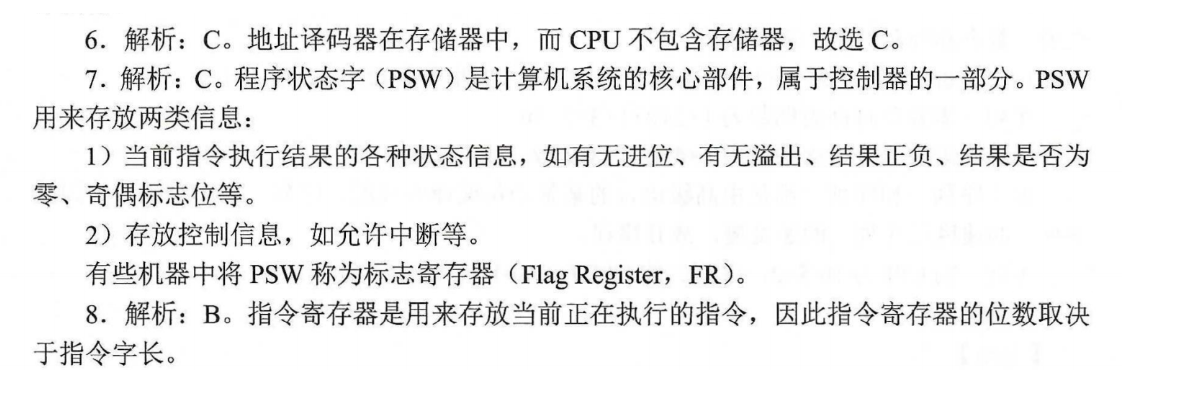 6．解析：C。地址译码器在存储器中，而 CPU 不包含存储器，故选 C。
7．解析：C。程序状态字（PSW）是计算机系统的核心部件，属于控制器的一部分。PSW
用来存放两类信息：
1）当前指令执行结果的各种状态信息，如有无进位、有无溢出、结果正负、结果是否为
零、奇偶标志位等。
2）存放控制信息，如允许中断等。
有些机器中将 PSW 称为标志寄存器（Flag Register，FR）。
8．解析：B。指令寄存器是用来存放当前正在执行的指令，因此指令寄存器的位数取决
于指令字长。